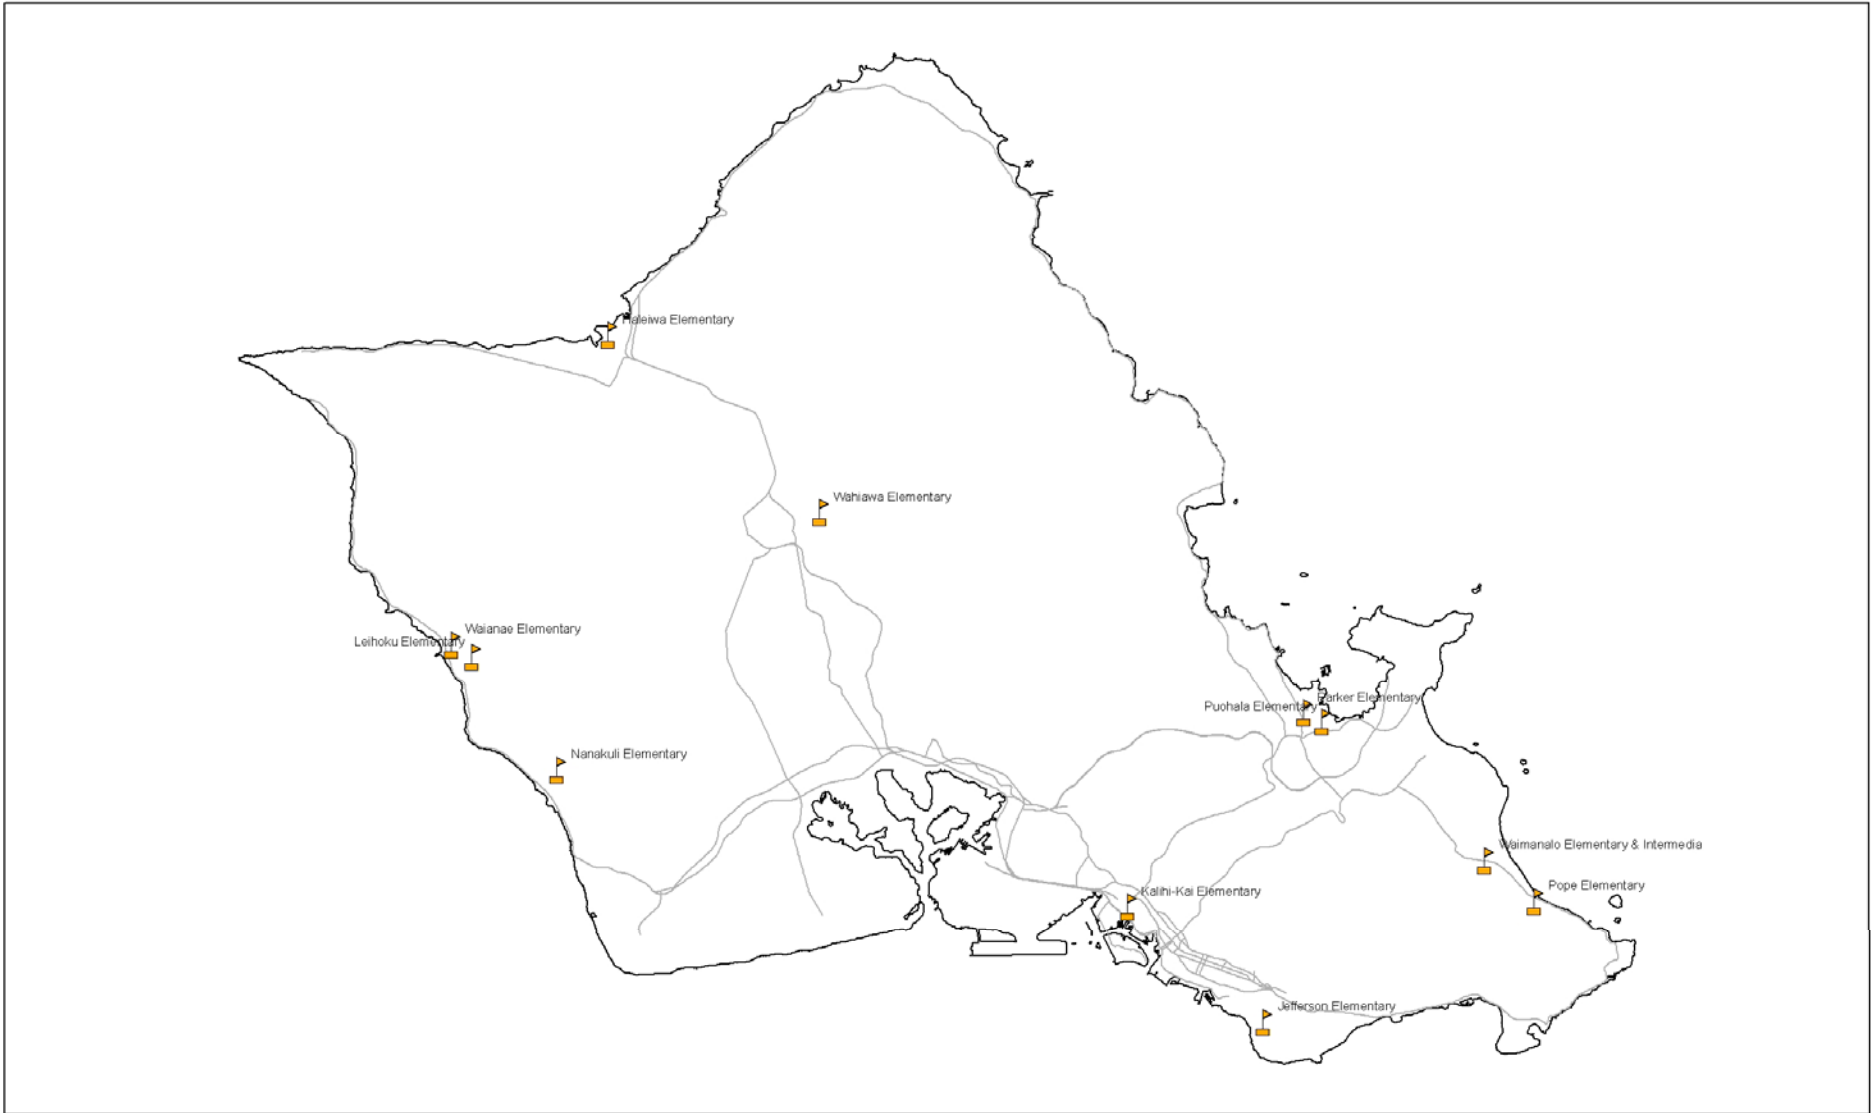 Haleiwa Elementary
Wahiawa Elementary
Waianae Elementary
Leihoku Elementary
Parker Elementary
Puohala Elementary
Nanakuli Elementary
Waimanalo Elementary & Intermedia
Pope Elementary
Kalihi-Kai Elementary
Jefferson Elementary